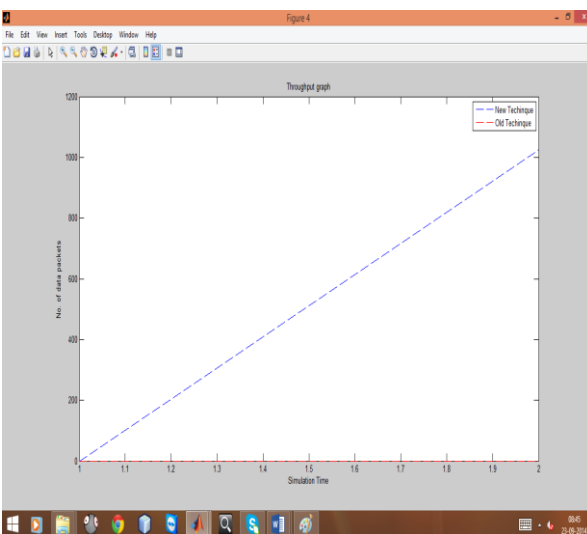 Figure 4
File Edit View Insert Tools Desktop Window Help
Throughput graph
1200
1000
800
600
400
200
0
No. of data packets
New Techinque
Old Techinque
1 1.1 1.2 1.3 1.4 1.5 1.6 1.7 1.8 1.9 2
Simulation Time
08:45
23-09-2014